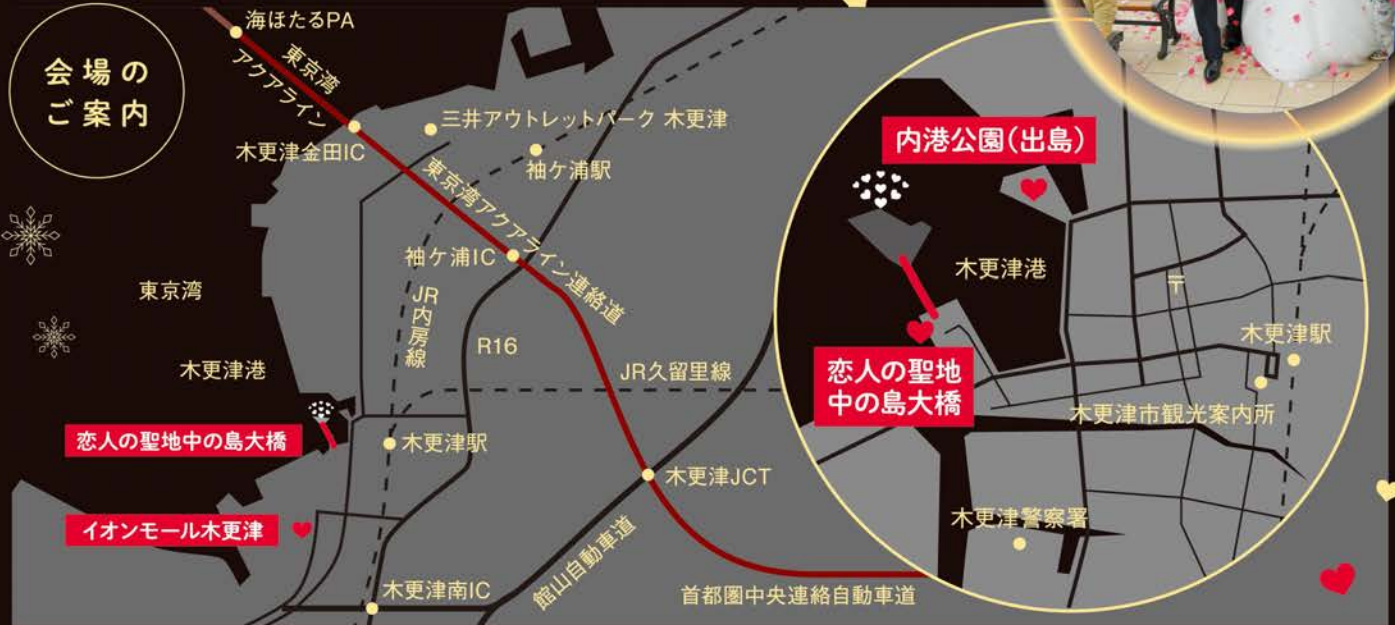 会場の
ご案内
海ほたるPA
東京湾
アクアライン
木更津金田IC
三井アウトレットパーク 木更津
袖ケ浦駅
東京湾アクアライン連絡道
袖ケ浦IC
東京湾
JR内房線
R16
木更津港
JR久留里線
恋人の聖地中の島大橋
木更津駅
木更津JCT
イオンモール木更津
木更津南IC
館山自動車道
首都圏中央連絡自動車道
内港公園(出島)
木更津港
〒
木更津駅
恋人の聖地
中の島大橋
木更津市観光案内所
木更津警察署